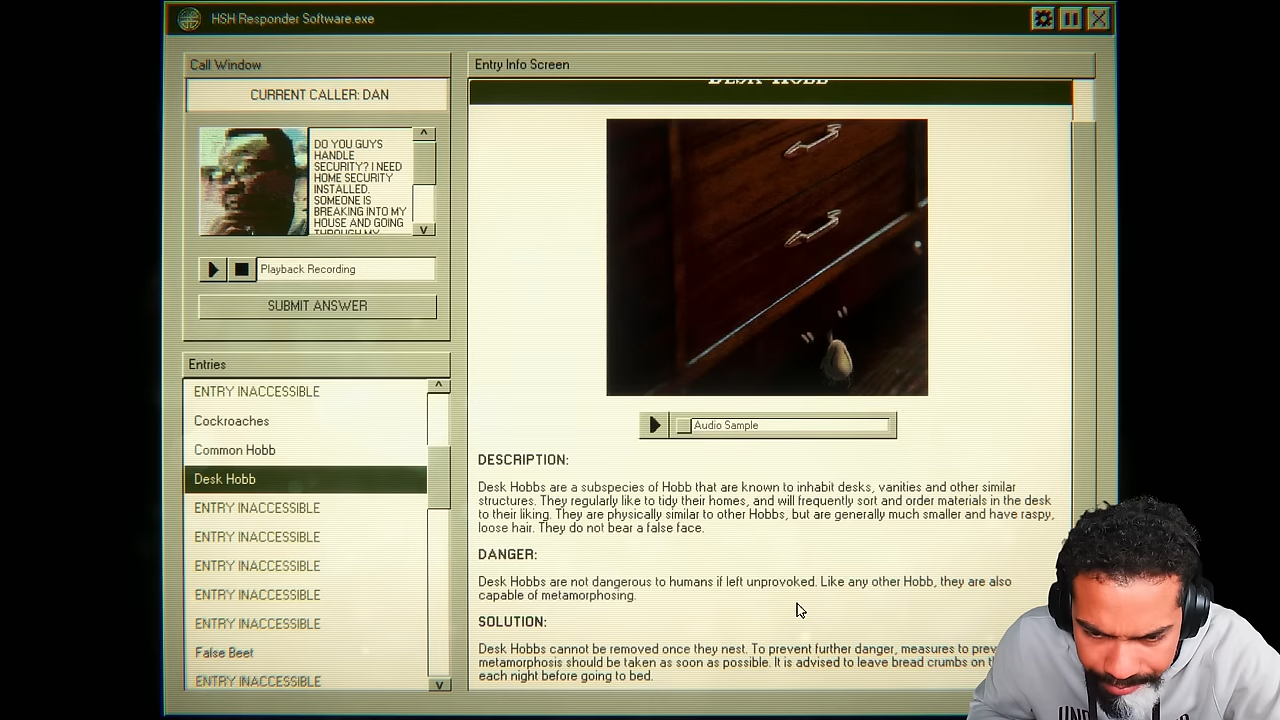 HSH Responder Software.exe
Call Window
CURRENT CALLER: DAN
DO YOU GUYS
HANDLE
SECURITY? I NEED
HOME SECURITY
INSTALLED.
SOMEONE IS
BREAKING INTO MY
HOUSE AND GOING
THROUGH MY
Playback Recording
SUBMIT ANSWER
Entries
ENTRY INACCESSIBLE
Cockroaches
Common Hobb
Desk Hobb
ENTRY INACCESSIBLE
ENTRY INACCESSIBLE
ENTRY INACCESSIBLE
ENTRY INACCESSIBLE
ENTRY INACCESSIBLE
False Beet
ENTRY INACCESSIBLE
Entry Info Screen
DESK HOBB
Audio Sample
DESCRIPTION:
Desk Hobbs are a subspecies of Hobb that are known to inhabit desks, vanities and other similar
structures. They regularly like to tidy their homes, and will frequently sort and order materials in the desk
to their liking. They are physically similar to other Hobbs, but are generally much smaller and have raspy,
loose hair. They do not bear a false face.
DANGER:
Desk Hobbs are not dangerous to humans if left unprovoked. Like any other Hobb, they are also
capable of metamorphosing.
SOLUTION:
Desk Hobbs cannot be removed once they nest. To prevent further danger, measures to
metamorphosis should be taken as soon as possible. It is advised to leave bread crumbs on
each night before going to bed.